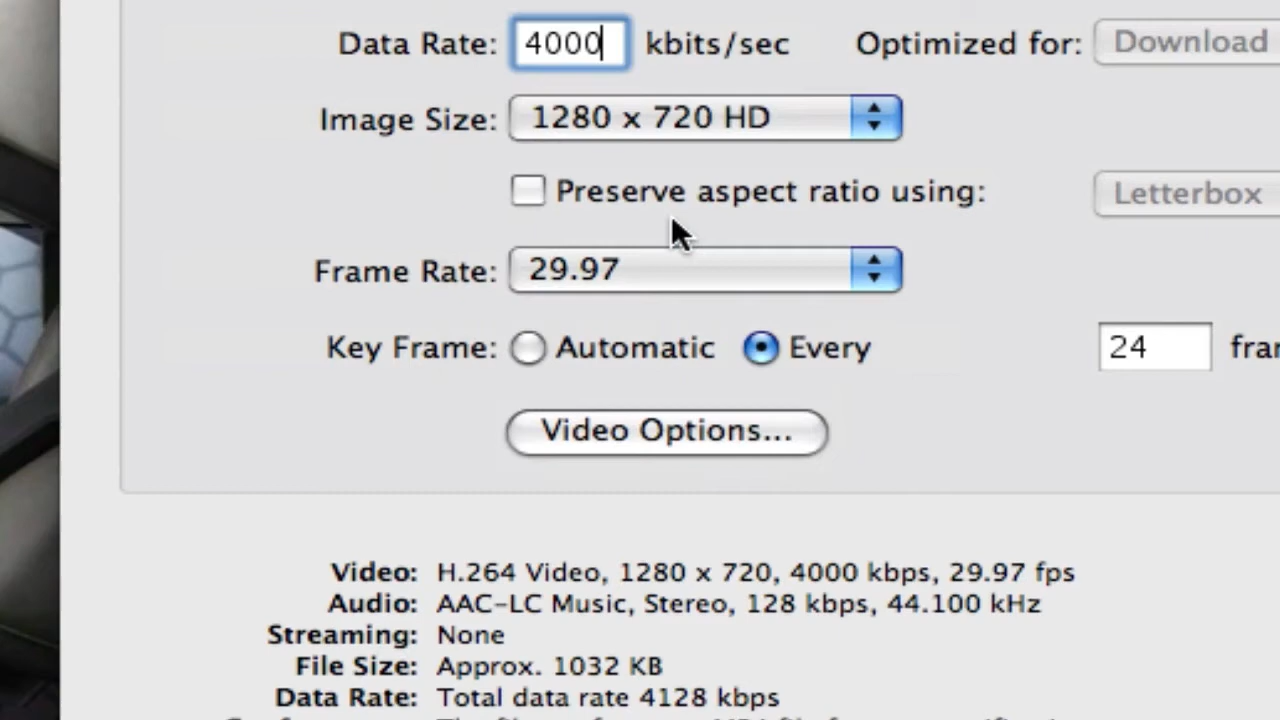 Data Rate: 4000 kbits/sec Optimized for: Download
Image Size: 1280 x 720 HD
Preserve aspect ratio using: Letterbox
Frame Rate: 29.97
Key Frame: Automatic Every 24
Video Options...
Video: H.264 Video, 1280 x 720, 4000 kbps, 29.97 fps
Audio: AAC-LC Music, Stereo, 128 kbps, 44.100 kHz
Streaming: None
File Size: Approx. 1032 KB
Data Rate: Total data rate 4128 kbps